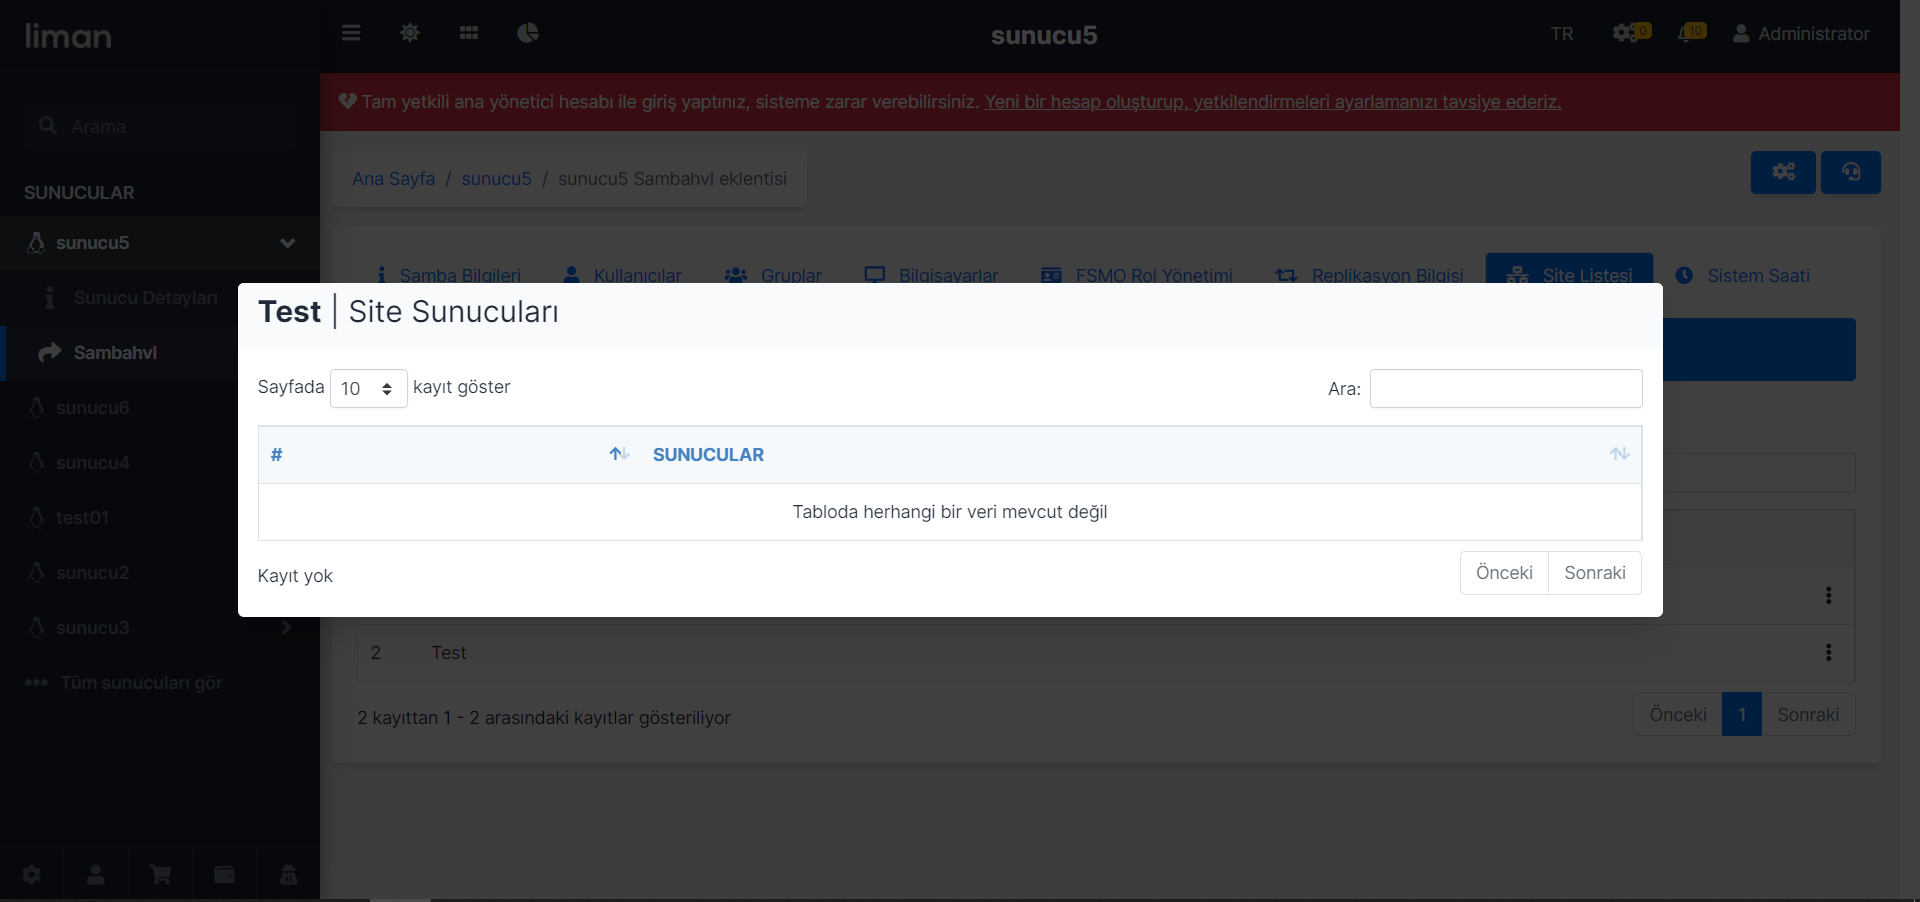 liman
sunucu5
TR
0
10
Administrator
Tam yetkili ana yönetici hesabı ile giriş yaptınız, sisteme zarar verebilirsiniz. Yeni bir hesap oluşturup, yetkilendirmeleri ayarlamanızı tavsiye ederiz.
Arama
SUNUCULAR
sunucu5
Sunucu Detayları
Sambahvl
sunucu6
sunucu4
test01
sunucu2
sunucu3
Tüm sunucuları gör
Ana Sayfa / sunucu5 / sunucu5 Sambahvl eklentisi
Samba Bilgileri
Kullanıcılar
Gruplar
Bilgisayarlar
FSMO Rol Yönetimi
Replikasyon Bilgisi
Site Listesi
Sistem Saati
Test | Site Sunucuları
Sayfada 10 kayıt göster
Ara:
# SUNUCULAR
Tabloda herhangi bir veri mevcut değil
Kayıt yok
Önceki Sonraki
2 Test
2 kayıttan 1 - 2 arasındaki kayıtlar gösteriliyor
Önceki 1 Sonraki